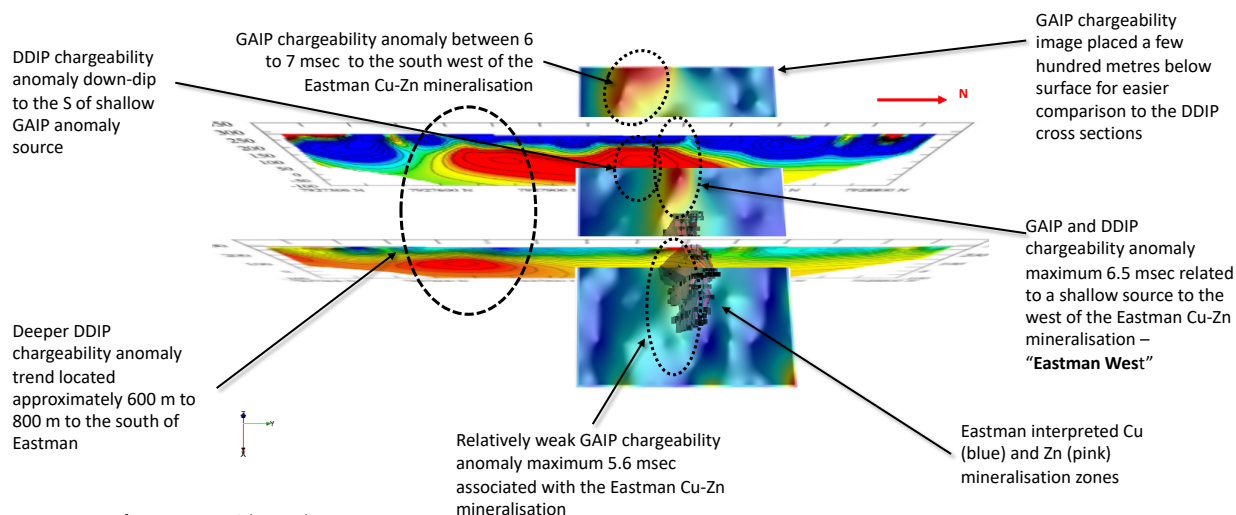 DDIP chargeability
anomaly down-dip
to the S of shallow
GAIP anomaly
source
GAIP chargeability anomaly between 6
to 7 msec to the south west of the
Eastman Cu-Zn mineralisation
GAIP chargeability
image placed a few
hundred metres below
surface for easier
comparison to the DDIP
cross sections
N
GAIP and DDIP
chargeability anomaly
maximum 6.5 msec related
to a shallow source to the
west of the Eastman Cu-Zn
mineralisation –
“Eastman West”
Deeper DDIP
chargeability anomaly
trend located
approximately 600 m to
800 m to the south of
Eastman
Z
Y
X
Relatively weak GAIP chargeability
anomaly maximum 5.6 msec
associated with the Eastman Cu-Zn
mineralisation
Eastman interpreted Cu
(blue) and Zn (pink)
mineralisation zones